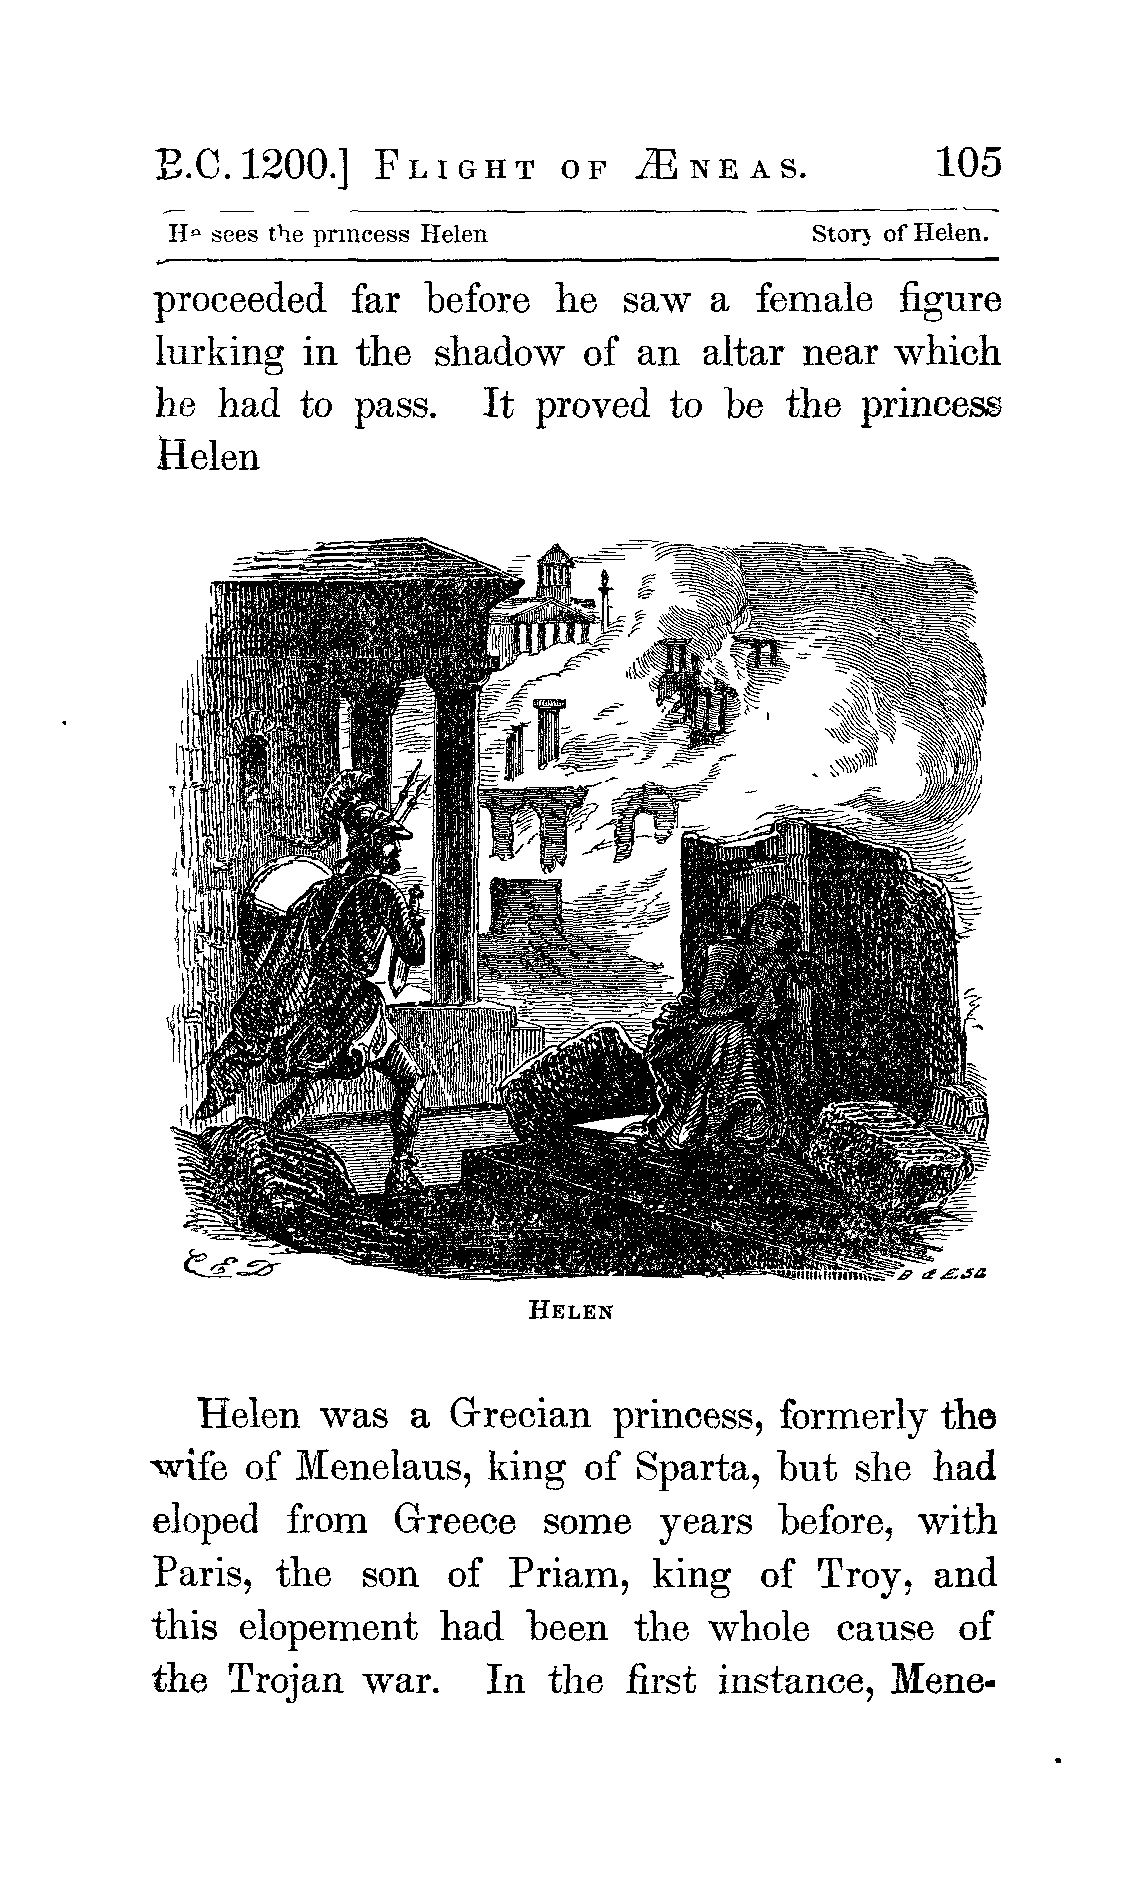 B.C. 1200.] FLIGHT OF ÆNEAS. 105
He sees the princess Helen Story of Helen.
proceeded far before he saw a female figure
lurking in the shadow of an altar near which
he had to pass. It proved to be the princess
Helen
C E D
B & E. SC.
HELEN
Helen was a Grecian princess, formerly the
wife of Menelaus, king of Sparta, but she had
eloped from Greece some years before, with
Paris, the son of Priam, king of Troy, and
this elopement had been the whole cause of
the Trojan war. In the first instance, Mene-